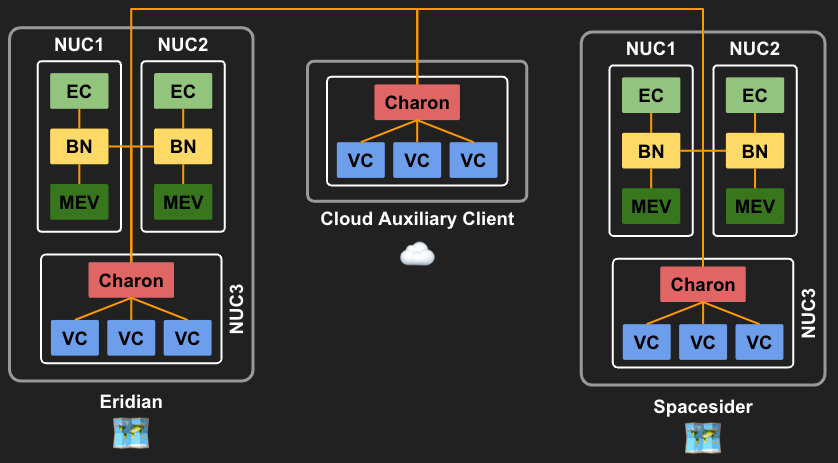 NUC1
NUC2
EC
EC
BN
BN
MEV
MEV
Charon
VC
VC
VC
NUC3
Eridian
Charon
VC
VC
VC
Cloud Auxiliary Client
NUC1
NUC2
EC
EC
BN
BN
MEV
MEV
Charon
VC
VC
VC
NUC3
Spacesider